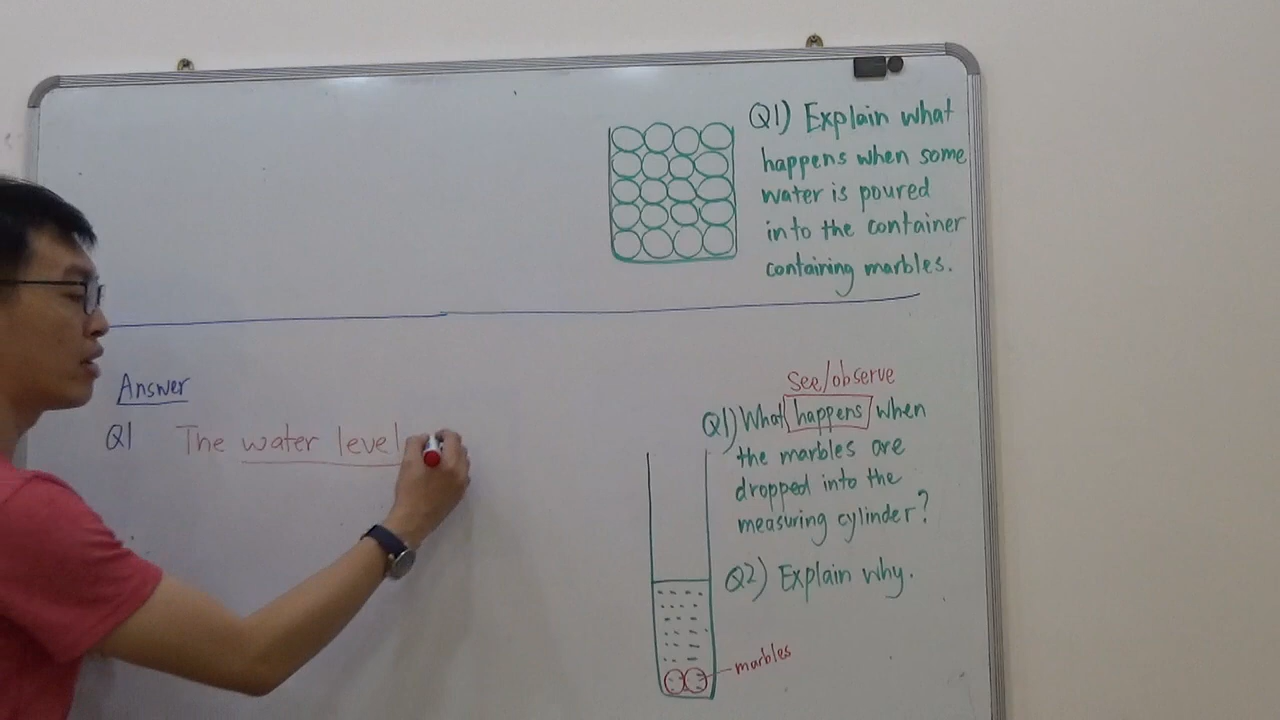 Q1) Explain what
happens when some
water is poured
into the container
containing marbles.
Answer
Q1 The water level
See/observe
Q1) What happens when
the marbles are
dropped into the
measuring cylinder?
Q2) Explain why.
marbles